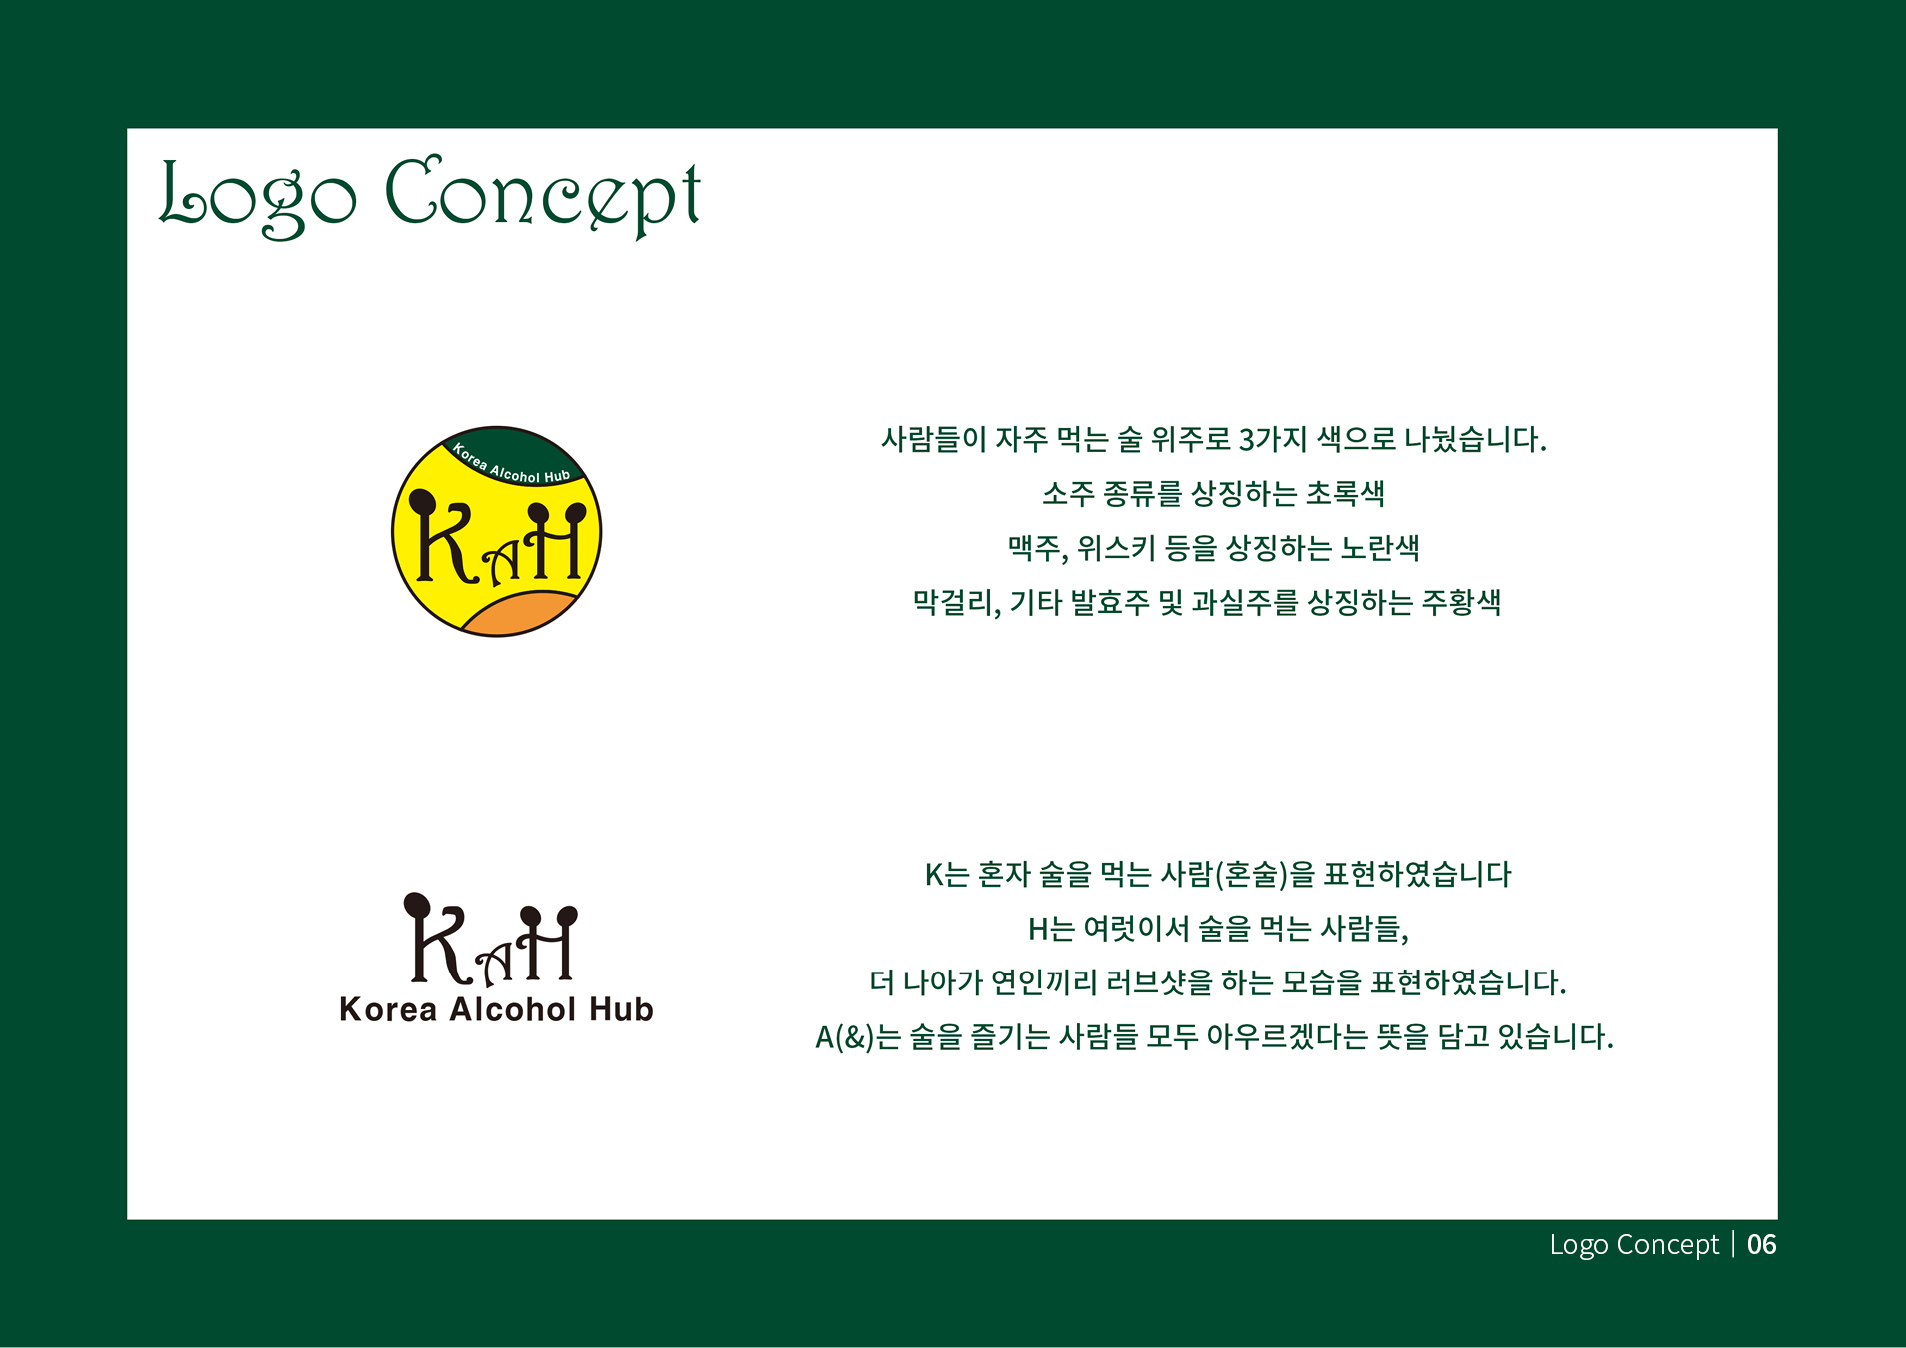 Logo Concept
Korea Alcohol Hub
KAH
사람들이 자주 먹는 술 위주로 3가지 색으로 나눴습니다.
소주 종류를 상징하는 초록색
맥주, 위스키 등을 상징하는 노란색
막걸리, 기타 발효주 및 과실주를 상징하는 주황색
KAH
Korea Alcohol Hub
K는 혼자 술을 먹는 사람(혼술)을 표현하였습니다
H는 여럿이서 술을 먹는 사람들,
더 나아가 연인끼리 러브샷을 하는 모습을 표현하였습니다.
A(&)는 술을 즐기는 사람들 모두 아우르겠다는 뜻을 담고 있습니다.
Logo Concept | 06